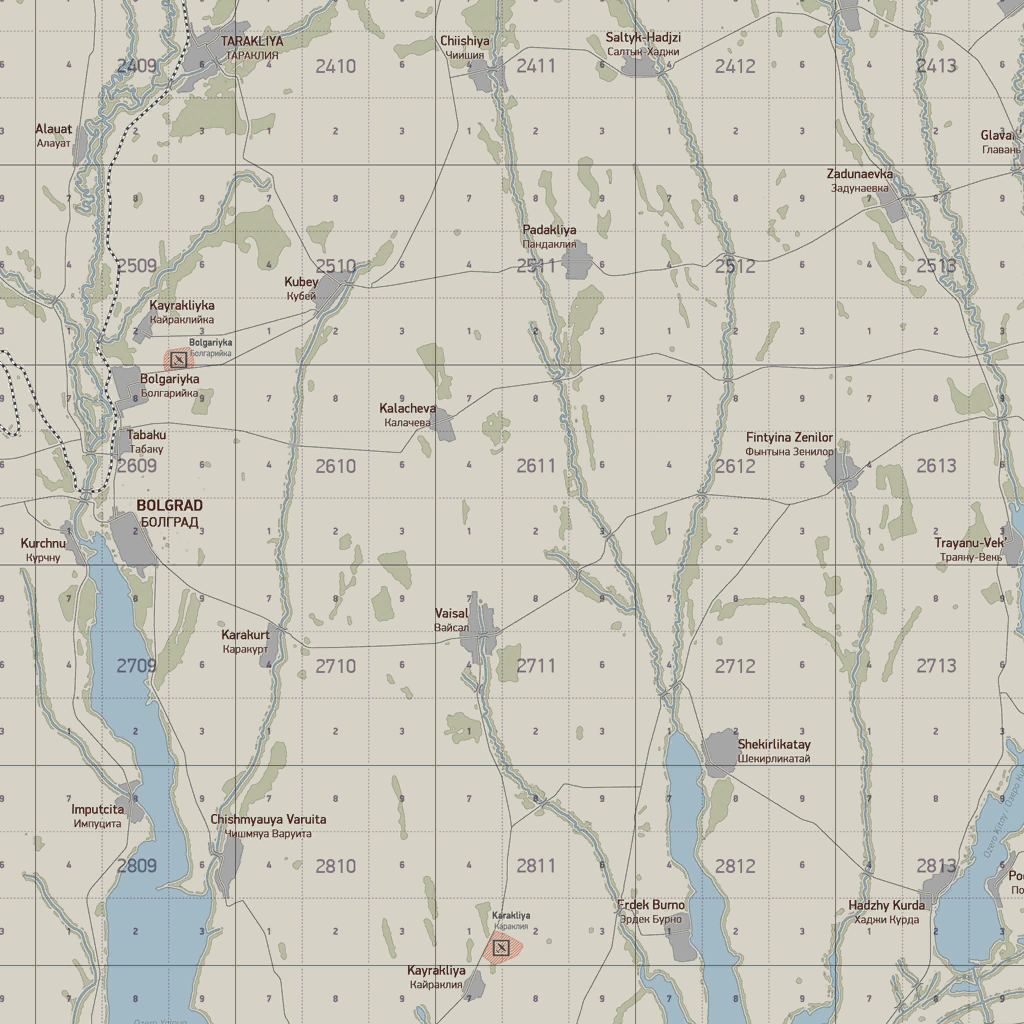 TARAKLIYA
ТАРАКЛИЯ
Chiishiya
Чиишия
Saltyk-Hadjzi
Салтык-Хаджи
2409
2410
2411
2412
2413
Alauat
Алауат
Главань
Zadunaevka
Задунаевка
Padakliya
Пандаклия
2509
2510
2511
2512
2513
Kubey
Кубей
Kayrakliyka
Кайраклийка
Bolgariyka
Болгарийка
Bolgariyka
Болгарийка
Kalacheva
Калачева
Tabaku
Табаку
Fintyina Zenilor
Фынтына Зенилор
2609
2610
2611
2612
2613
BOLGRAD
БОЛГРАД
Kurchnu
Курчну
Trayanu-Vek'
Траяну-Векь
Vaisal
Вайсал
Karakurt
Каракурт
2709
2710
2711
2712
2713
Shekirlikatay
Шекирликатай
Imputcita
Импуцита
Chishmyauya Varuita
Чишмяуа Варуита
2809
2810
2811
2812
2813
Erdek Burno
Эрдек Бурно
Hadzhy Kurda
Хаджи Курда
Karakliya
Караклия
Kayrakliya
Кайраклия